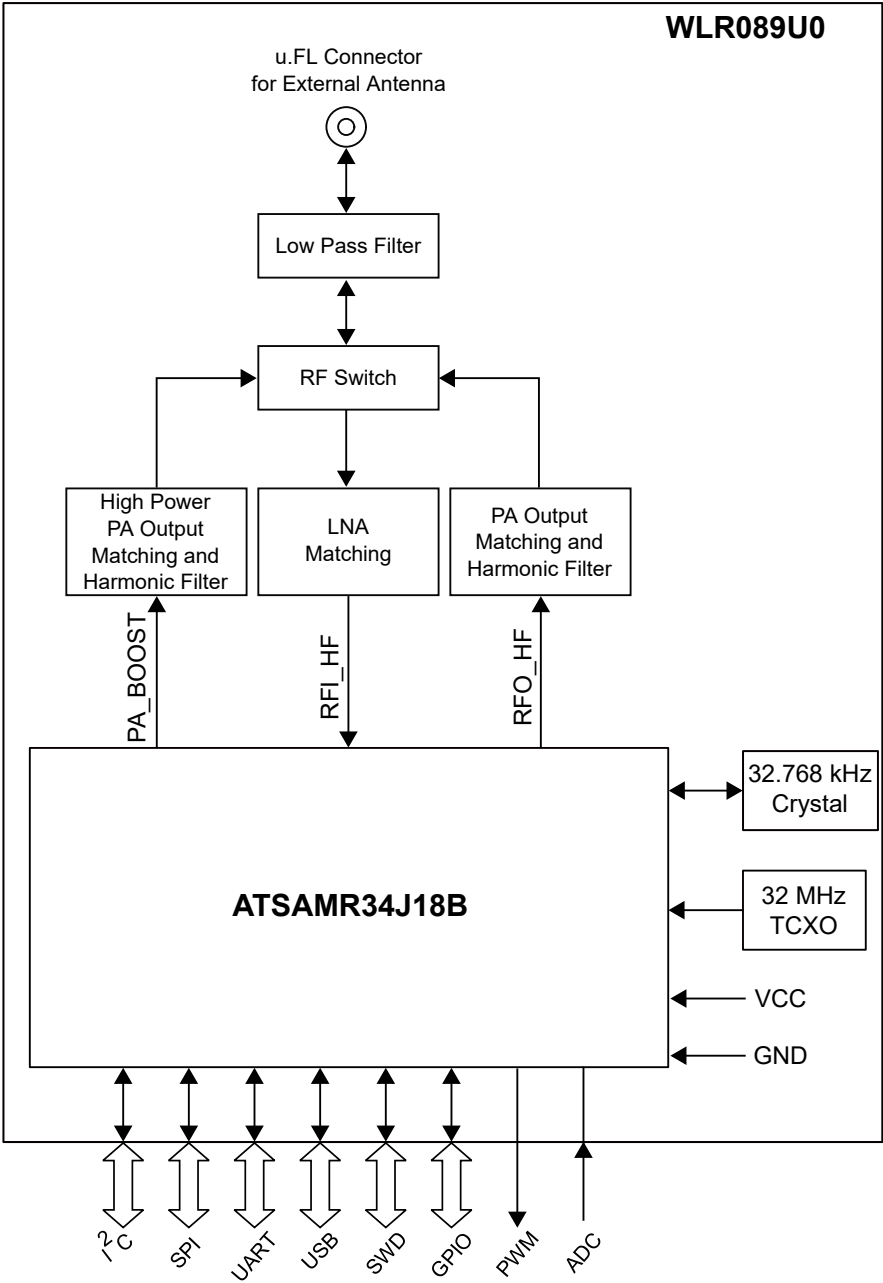 WLR089U0
u.FL Connector
for External Antenna
Low Pass Filter
RF Switch
High Power
PA Output
Matching and
Harmonic Filter
LNA
Matching
PA Output
Matching and
Harmonic Filter
PA_BOOST
RFI_HF
RFO_HF
32.768 kHz
Crystal
ATSAMR34J18B
32 MHz
TCXO
VCC
GND
I²C
SPI
UART
USB
SWD
GPIO
PWM
ADC